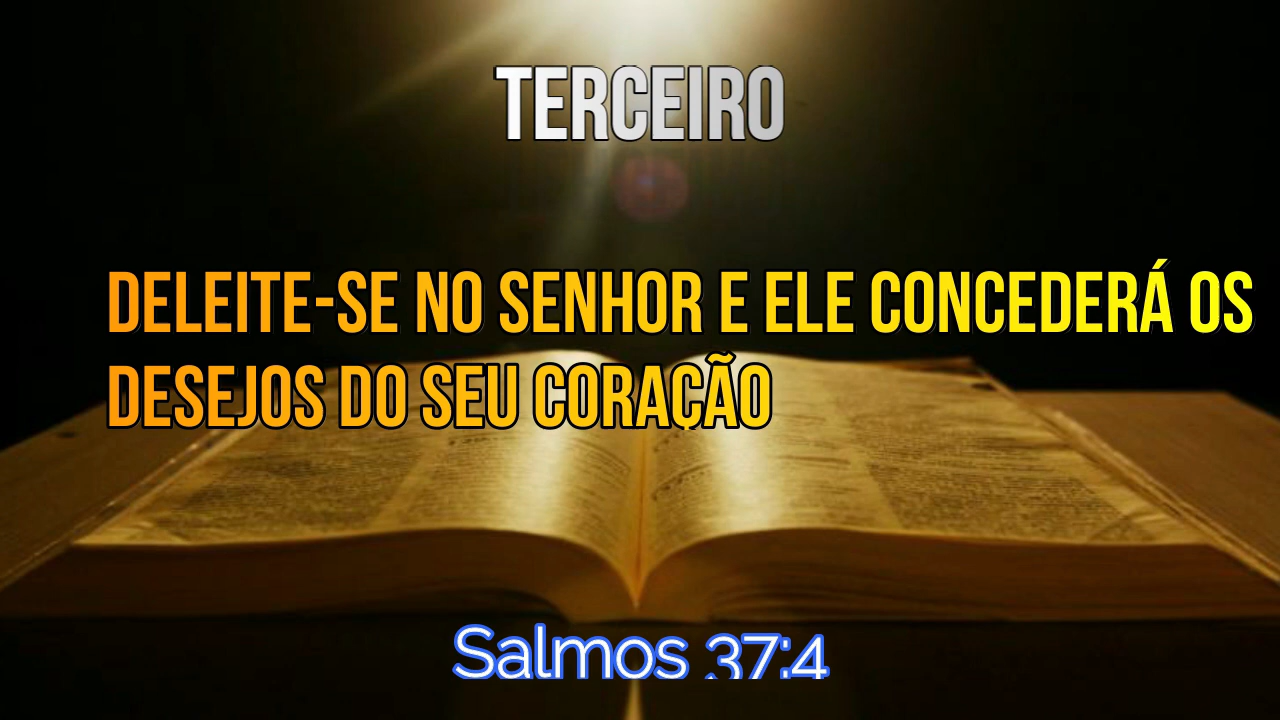 TERCEIRO
DELEITE-SE NO SENHOR E ELE CONCEDERÁ OS
DESEJOS DO SEU CORAÇÃO
Salmos 37:4